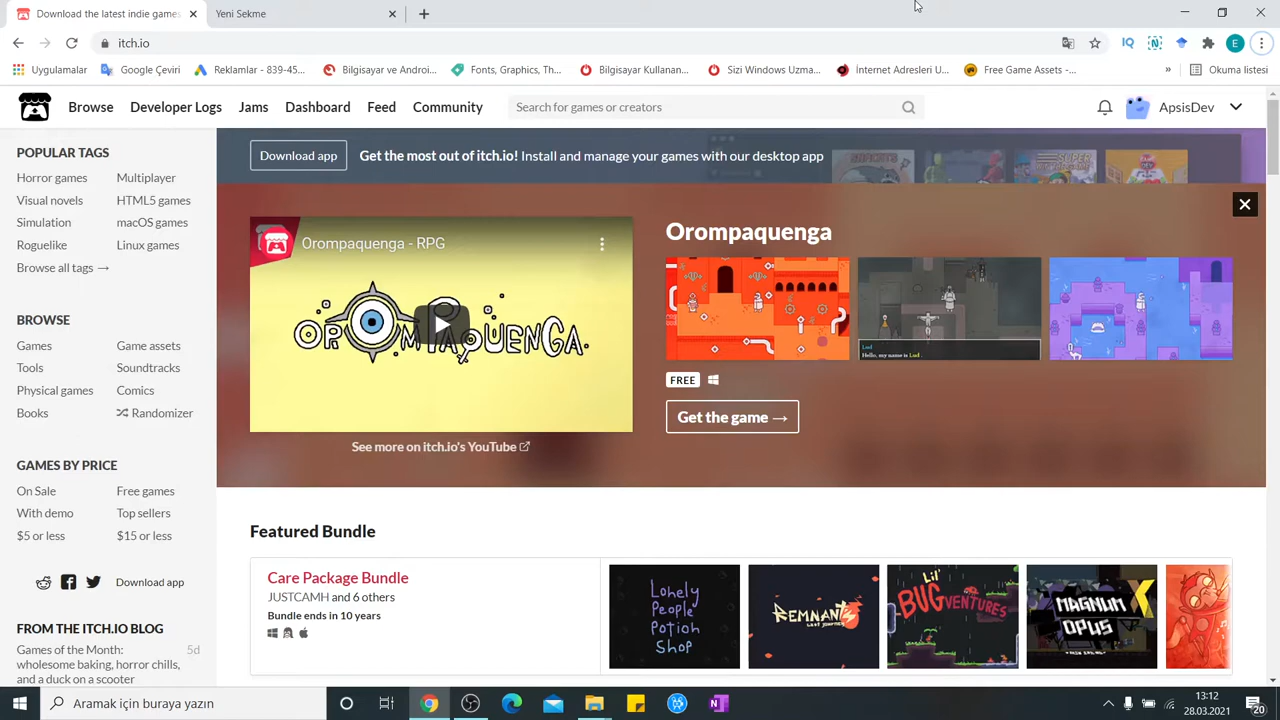 Download the latest indie games
Yeni Sekme
itch.io
Uygulamalar
Google Çeviri
Reklamlar - 839-45...
Bilgisayar ve Androi...
Fonts, Graphics, Th...
Bilgisayar Kullanan...
Sizi Windows Uzma...
İnternet Adresleri U...
Free Game Assets -...
»
Okuma listesi
Browse
Developer Logs
Jams
Dashboard
Feed
Community
Search for games or creators
ApsisDev
POPULAR TAGS
Horror games
Multiplayer
Visual novels
HTML5 games
Simulation
macOS games
Roguelike
Linux games
Browse all tags →
BROWSE
Games
Game assets
Tools
Soundtracks
Physical games
Comics
Books
Randomizer
GAMES BY PRICE
On Sale
Free games
With demo
Top sellers
$5 or less
$15 or less
Download app
FROM THE ITCH.IO BLOG
Games of the Month:
wholesome baking, horror chills,
and a duck on a scooter
5d
Download app
Get the most out of itch.io! Install and manage your games with our desktop app
Orompaquenga - RPG
OROMPAQUENGA
See more on itch.io's YouTube
Orompaquenga
Hello, my name is Lud
FREE
Get the game →
Featured Bundle
Care Package Bundle
JUSTCAMH and 6 others
Bundle ends in 10 years
Lonely
People
Potion
Shop
REMNANT
LIL'
BUGVENTURES
MAGNUM
OPUS
Aramak için buraya yazın
13:12
28.03.2021
20